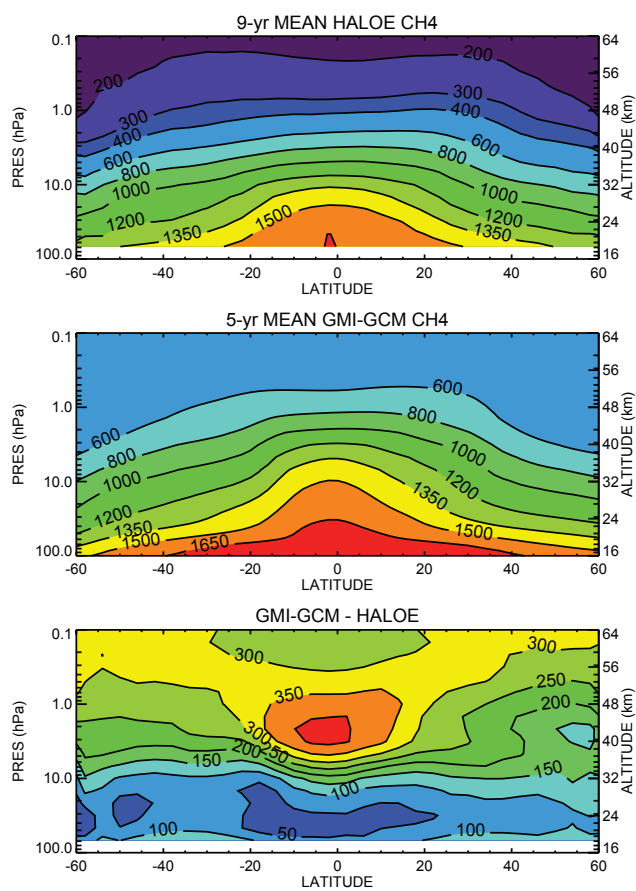 9-yr MEAN HALOE CH4
0.1 64
200 56
1.0 300 300 48
400 400
600 600 40
800 800
10.0 1000 1000 32
1200 1500 1200 24
1350 1350
100.0 16
-60 -40 -20 0 20 40 60
LATITUDE
PRES (hPa)
ALTITUDE (km)
5-yr MEAN GMI-GCM CH4
0.1 64
56
1.0 600 48
600 800
800 1000 40
10.0 1000 1200 32
1200 1350
1350 1500 24
1500 1650
100.0 16
-60 -40 -20 0 20 40 60
LATITUDE
PRES (hPa)
ALTITUDE (km)
GMI-GCM - HALOE
0.1 300 300 64
250 56
1.0 350 200 48
300
200 250 40
150 150
10.0 100 32
24
100 50 100
100.0 16
-60 -40 -20 0 20 40 60
LATITUDE
PRES (hPa)
ALTITUDE (km)